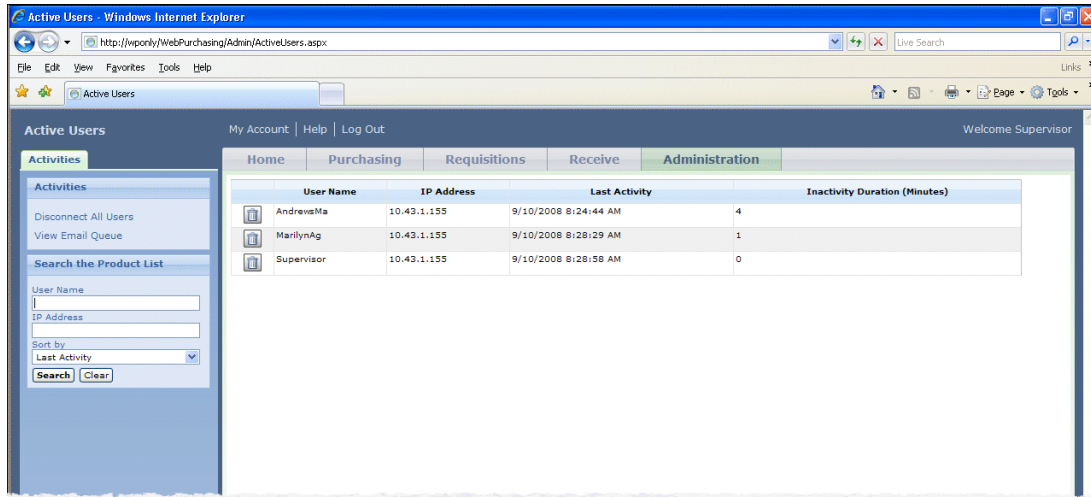 Active Users - Windows Internet Explorer
http://wponly/WebPurchasing/Admin/ActiveUsers.aspx
Live Search
File Edit View Favorites Tools Help
Links
Active Users
Page Tools
Active Users
My Account | Help | Log Out
Welcome Supervisor
Activities
Home Purchasing Requisitions Receive Administration
Activities
Disconnect All Users
View Email Queue
Search the Product List
User Name
IP Address
Sort by
Last Activity
Search Clear
User Name IP Address Last Activity Inactivity Duration (Minutes)
AndrewsMa 10.43.1.155 9/10/2008 8:24:44 AM 4
MarilynAg 10.43.1.155 9/10/2008 8:28:29 AM 1
Supervisor 10.43.1.155 9/10/2008 8:28:58 AM 0